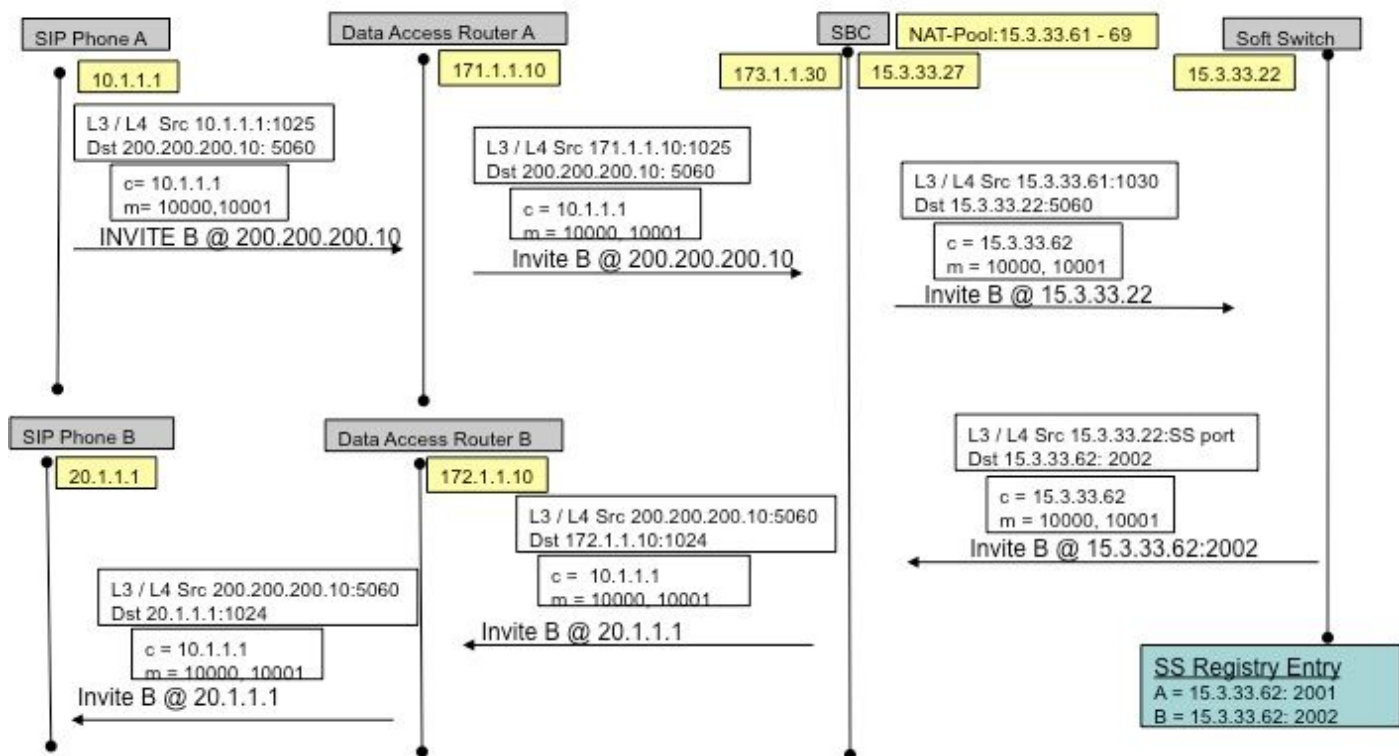 SIP Phone A
Data Access Router A
SBC
NAT-Pool:15.3.33.61 - 69
Soft Switch
10.1.1.1
171.1.1.10
173.1.1.30
15.3.33.27
15.3.33.22
L3 / L4 Src 10.1.1.1:1025
Dst 200.200.200.10: 5060
c= 10.1.1.1
m= 10000,10001
INVITE B @ 200.200.200.10
L3 / L4 Src 171.1.1.10:1025
Dst 200.200.200.10: 5060
c = 10.1.1.1
m = 10000, 10001
Invite B @ 200.200.200.10
L3 / L4 Src 15.3.33.61:1030
Dst 15.3.33.22:5060
c = 15.3.33.62
m = 10000, 10001
Invite B @ 15.3.33.22
SIP Phone B
Data Access Router B
20.1.1.1
172.1.1.10
L3 / L4 Src 15.3.33.22:SS port
Dst 15.3.33.62: 2002
c = 15.3.33.62
m = 10000, 10001
Invite B @ 15.3.33.62:2002
L3 / L4 Src 200.200.200.10:5060
Dst 172.1.1.10:1024
c = 10.1.1.1
m = 10000, 10001
Invite B @ 20.1.1.1
L3 / L4 Src 200.200.200.10:5060
Dst 20.1.1.1:1024
c = 10.1.1.1
m = 10000, 10001
Invite B @ 20.1.1.1
SS Registry Entry
A = 15.3.33.62: 2001
B = 15.3.33.62: 2002